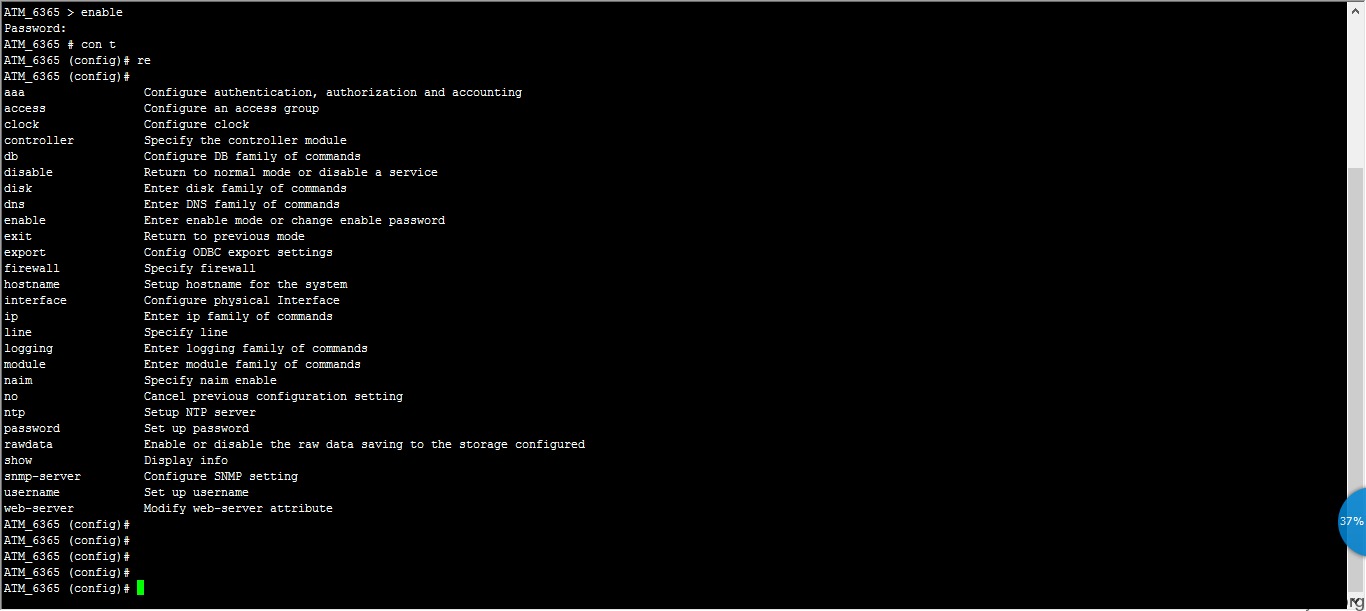 ATM_6365 > enable
Password:
ATM_6365 # con t
ATM_6365 (config)# re
ATM_6365 (config)#
aaa Configure authentication, authorization and accounting
access Configure an access group
clock Configure clock
controller Specify the controller module
db Configure DB family of commands
disable Return to normal mode or disable a service
disk Enter disk family of commands
dns Enter DNS family of commands
enable Enter enable mode or change enable password
exit Return to previous mode
export Config ODBC export settings
firewall Specify firewall
hostname Setup hostname for the system
interface Configure physical Interface
ip Enter ip family of commands
line Specify line
logging Enter logging family of commands
module Enter module family of commands
naim Specify naim enable
no Cancel previous configuration setting
ntp Setup NTP server
password Set up password
rawdata Enable or disable the raw data saving to the storage configured
show Display info
snmp-server Configure SNMP setting
username Set up username
web-server Modify web-server attribute
ATM_6365 (config)#
ATM_6365 (config)#
ATM_6365 (config)#
ATM_6365 (config)#
ATM_6365 (config)#
37%